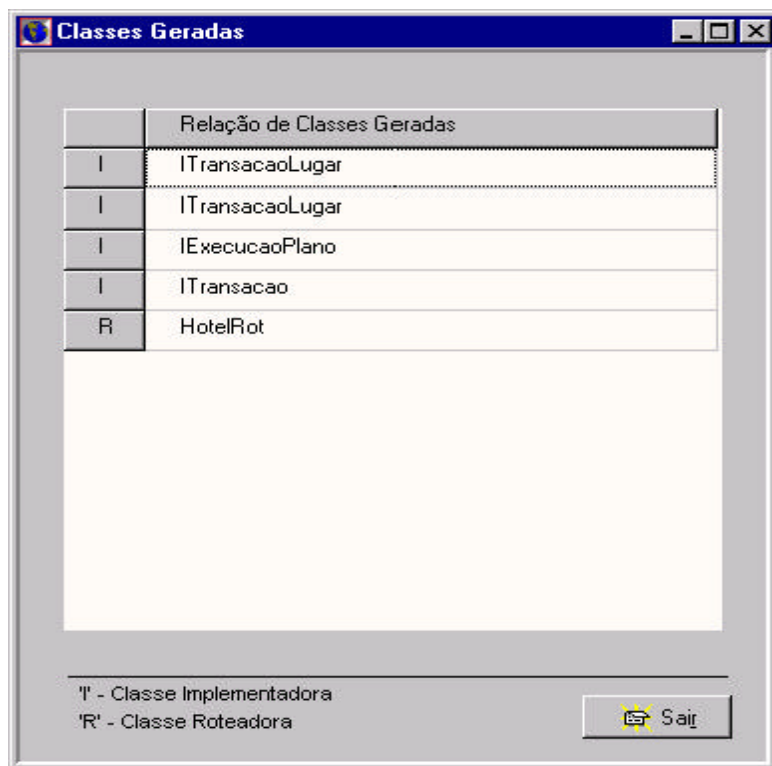 Classes Geradas
Relação de Classes Geradas
I ITransacaoLugar
I ITransacaoLugar
I IExecucaoPlano
I ITransacao
R HotelRot
'I' - Classe Implementadora
'R' - Classe Roteadora
Sair